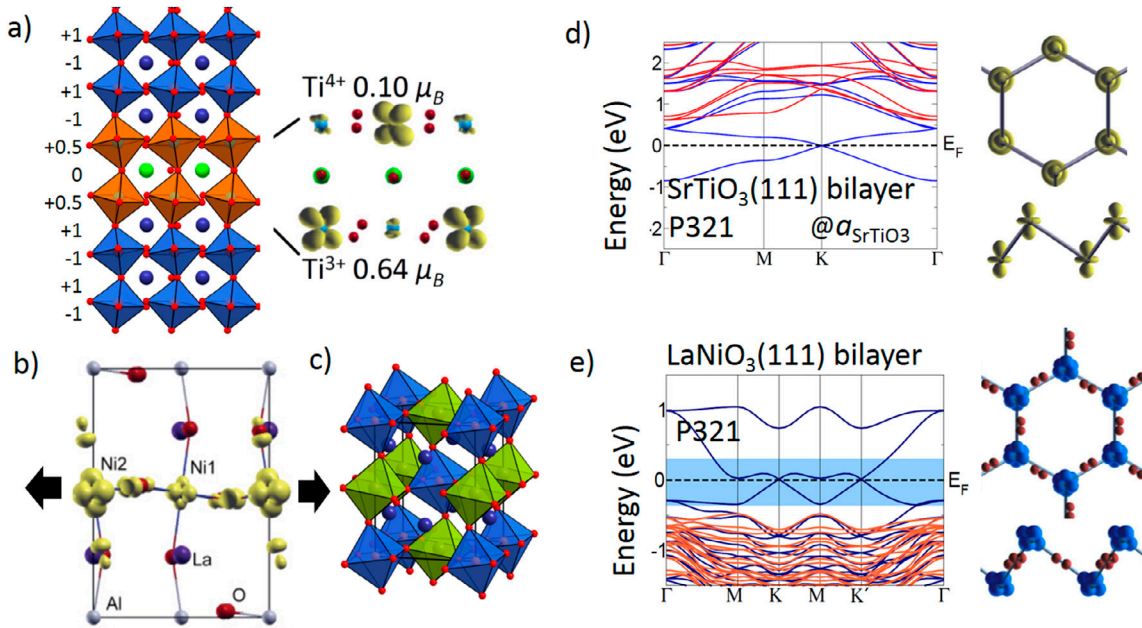 a)
+1
-1
+1
-1
+0.5
0
+0.5
+1
-1
+1
-1
Ti4+ 0.10 μB
Ti3+ 0.64 μB
b)
Ni2
Ni1
La
Al
O
c)
d)
Energy (eV)
2
1
0
-1
-2
EF
SrTiO3(111) bilayer
P321
@aSrTiO3
Γ
M
K
Γ
e)
LaNiO3(111) bilayer
P321
Energy (eV)
1
0
-1
EF
Γ
M
K
M
K′
Γ